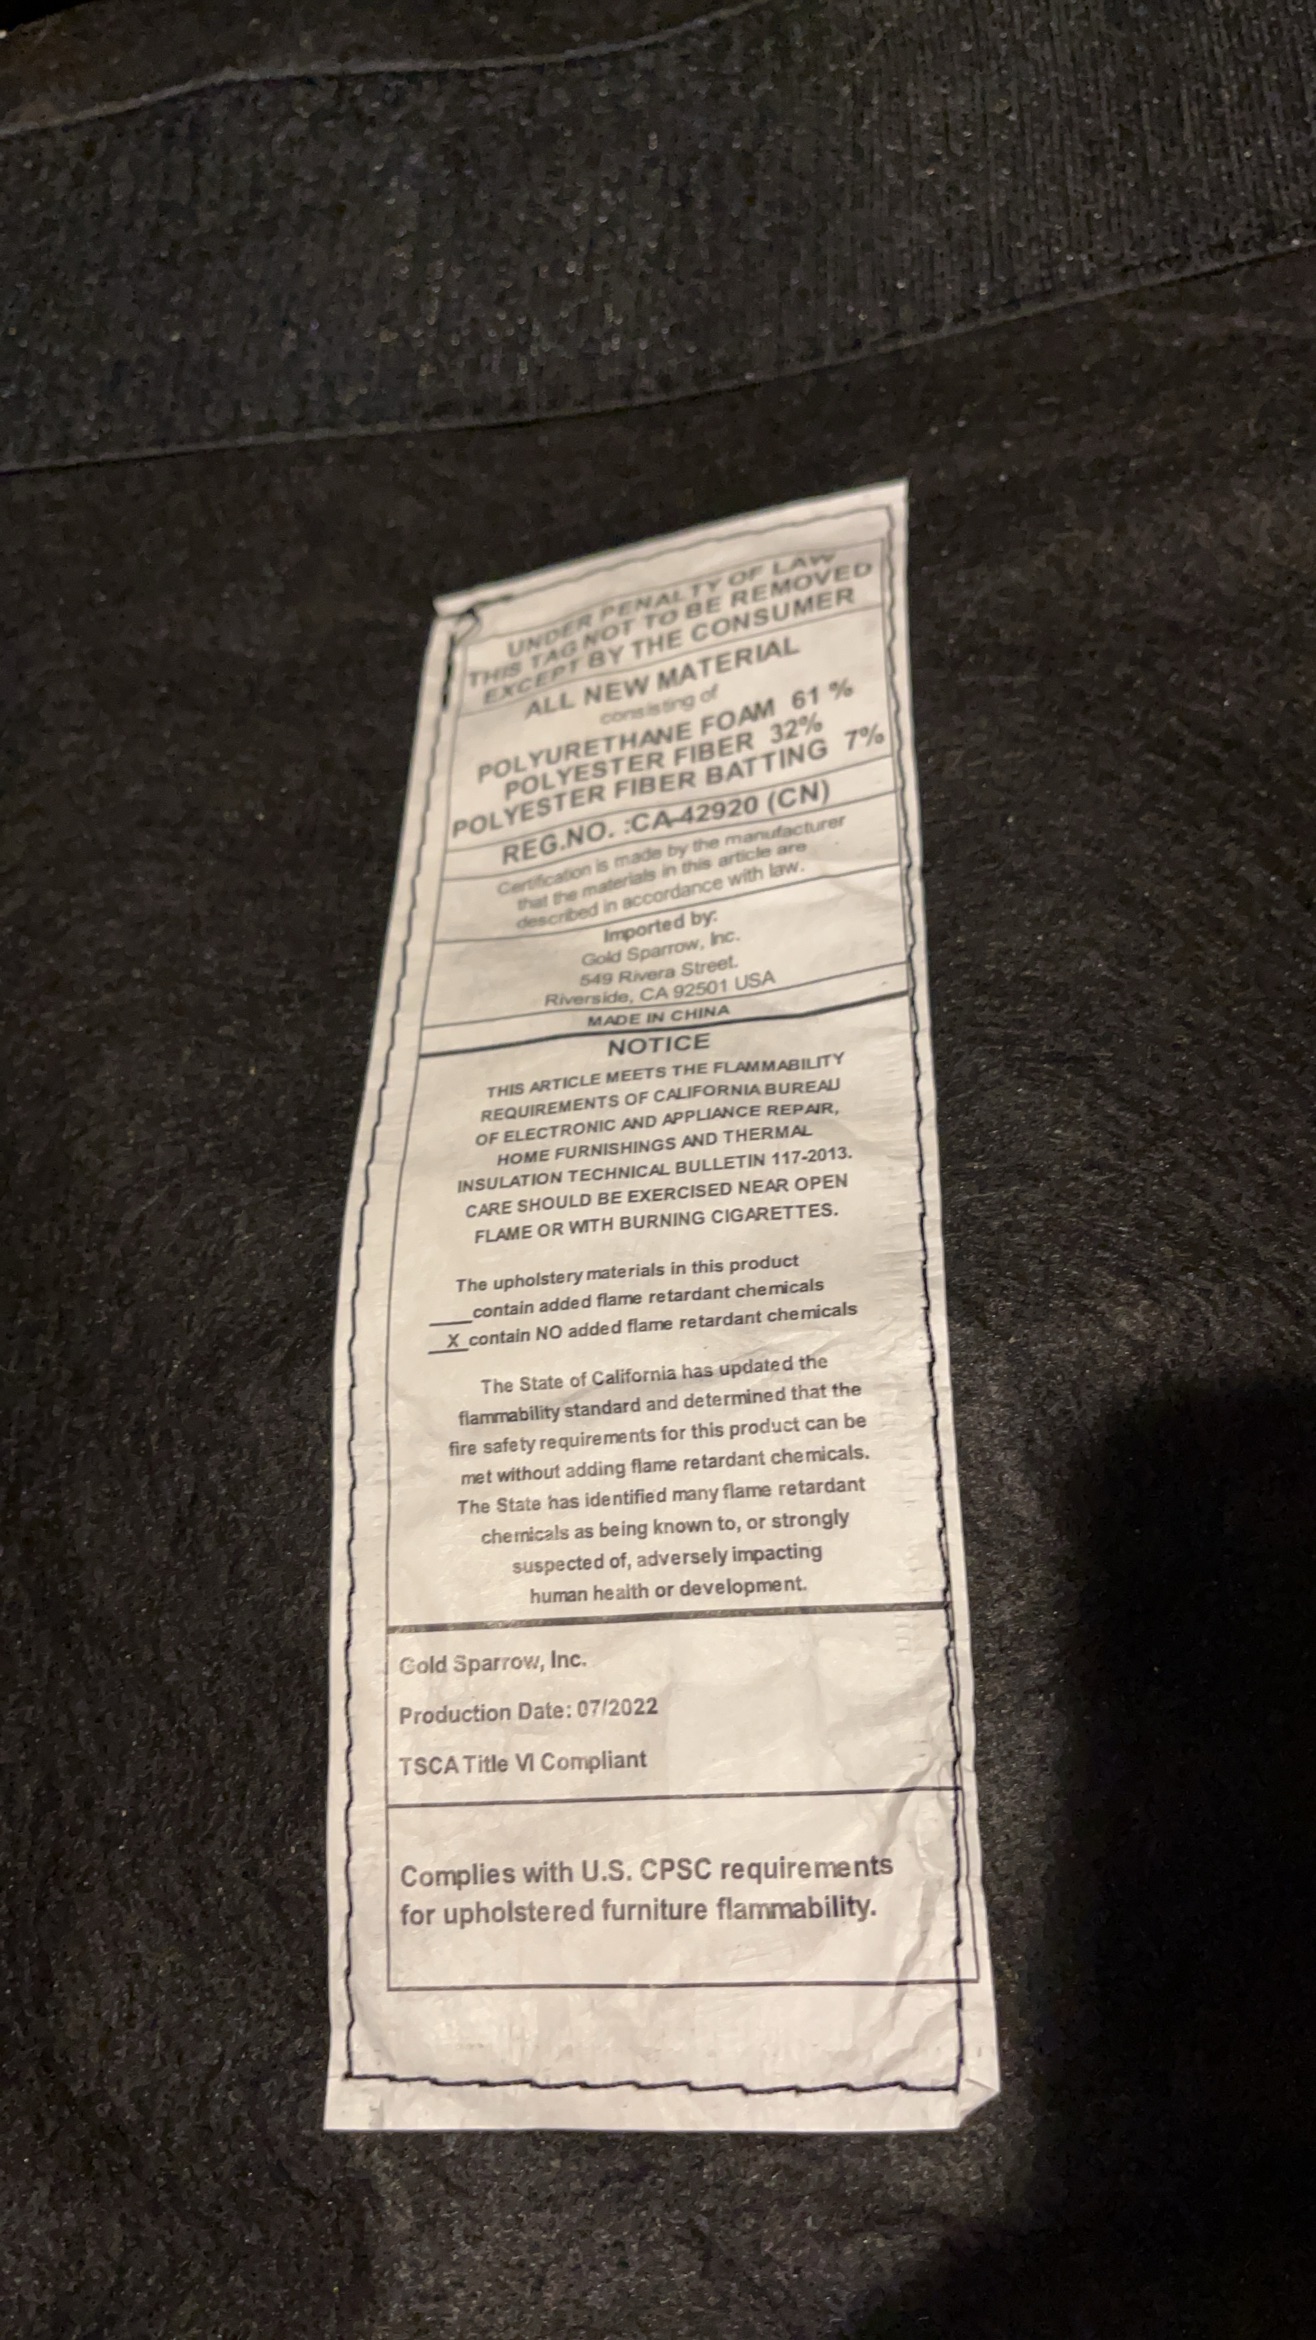 UNDER PENALTY OF LAW
THIS TAG NOT TO BE REMOVED
EXCEPT BY THE CONSUMER
ALL NEW MATERIAL
consisting of
POLYURETHANE FOAM 61 %
POLYESTER FIBER 32%
POLYESTER FIBER BATTING 7%
REG.NO. :CA-42920 (CN)
Certification is made by the manufacturer
that the materials in this article are
described in accordance with law.
Imported by:
Gold Sparrow, Inc.
549 Rivera Street.
Riverside, CA 92501 USA
MADE IN CHINA
NOTICE
THIS ARTICLE MEETS THE FLAMMABILITY
REQUIREMENTS OF CALIFORNIA BUREAU
OF ELECTRONIC AND APPLIANCE REPAIR,
HOME FURNISHINGS AND THERMAL
INSULATION TECHNICAL BULLETIN 117-2013.
CARE SHOULD BE EXERCISED NEAR OPEN
FLAME OR WITH BURNING CIGARETTES.
The upholstery materials in this product
____contain added flame retardant chemicals
_X_contain NO added flame retardant chemicals
The State of California has updated the
flammability standard and determined that the
fire safety requirements for this product can be
met without adding flame retardant chemicals.
The State has identified many flame retardant
chemicals as being known to, or strongly
suspected of, adversely impacting
human health or development.
Gold Sparrow, Inc.
Production Date: 07/2022
TSCA Title VI Compliant
Complies with U.S. CPSC requirements
for upholstered furniture flammability.